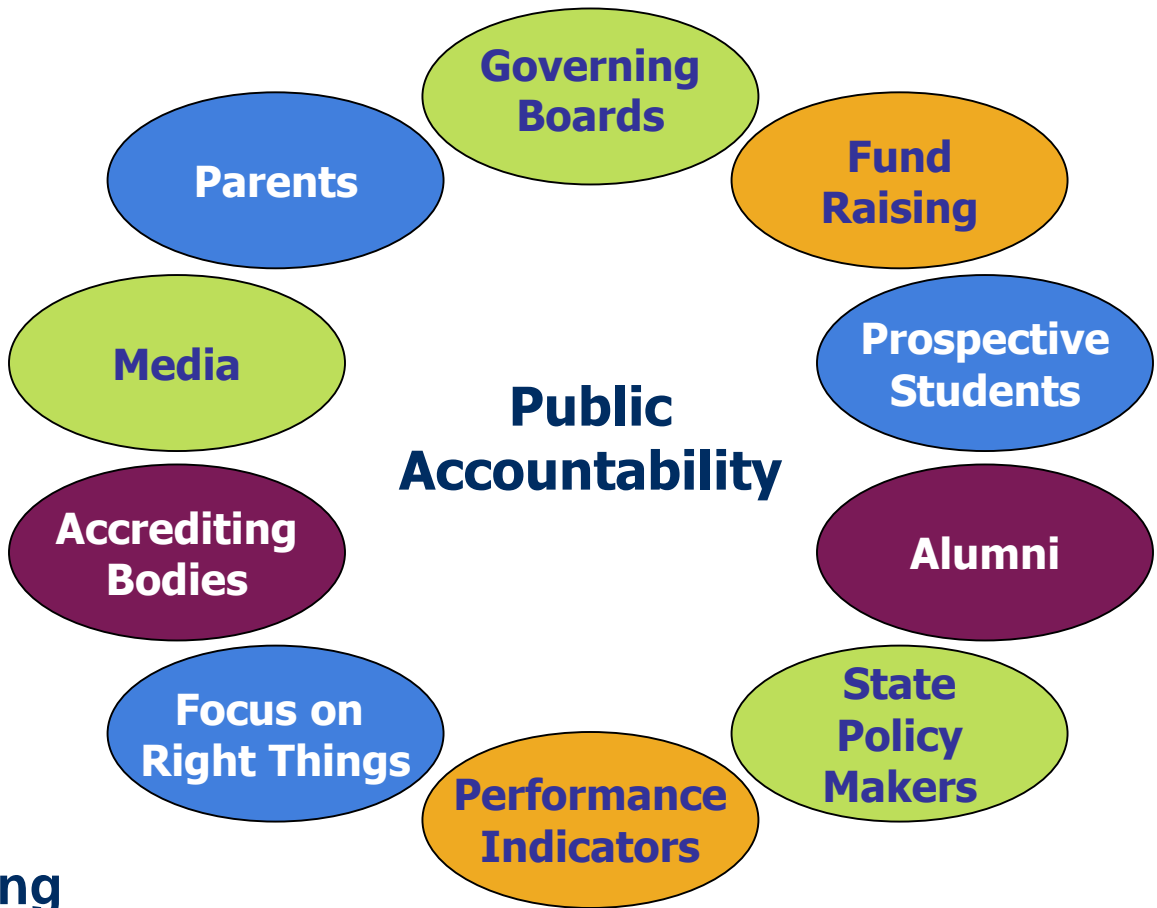 Governing
Boards
Fund
Raising
Parents
Prospective
Students
Media
Public
Accountability
Accrediting
Bodies
Alumni
State
Policy
Makers
Focus on
Right Things
Performance
Indicators
ng